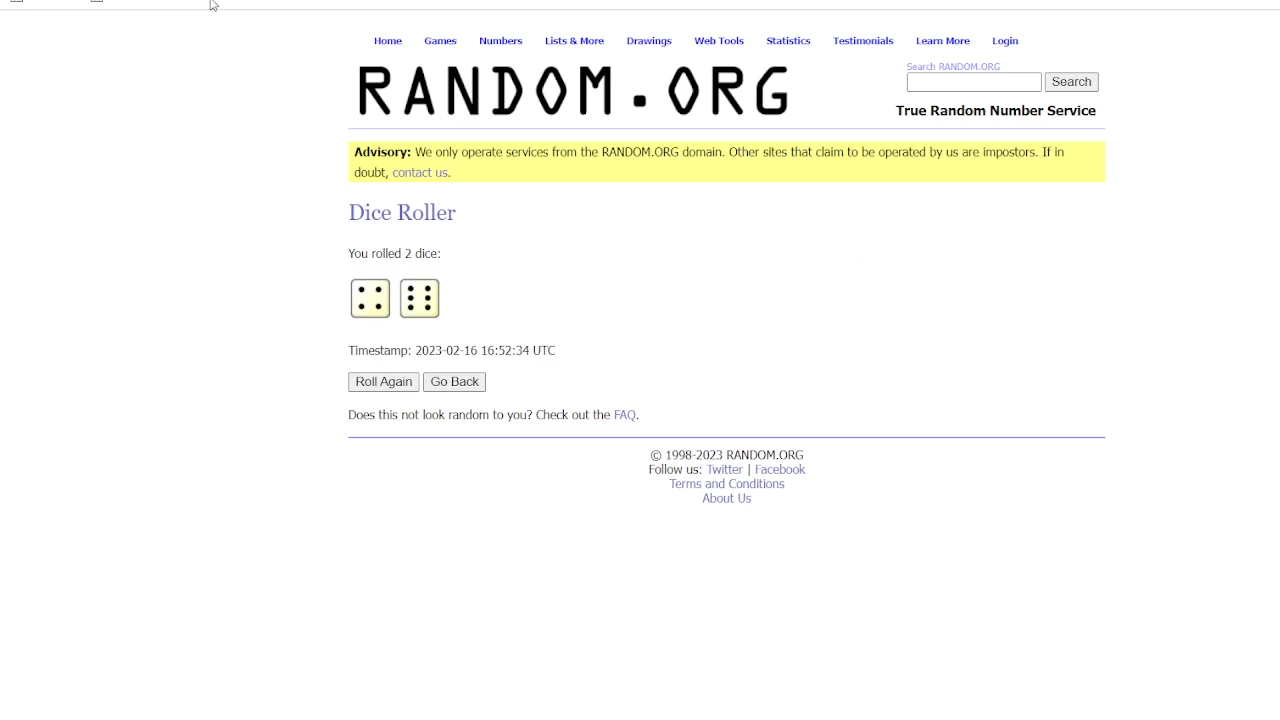 Home Games Numbers Lists & More Drawings Web Tools Statistics Testimonials Learn More Login
RANDOM.ORG
Search RANDOM.ORG
Search
True Random Number Service
Advisory: We only operate services from the RANDOM.ORG domain. Other sites that claim to be operated by us are impostors. If in
doubt, contact us.
Dice Roller
You rolled 2 dice:
Timestamp: 2023-02-16 16:52:34 UTC
Roll Again Go Back
Does this not look random to you? Check out the FAQ.
© 1998-2023 RANDOM.ORG
Follow us: Twitter | Facebook
Terms and Conditions
About Us